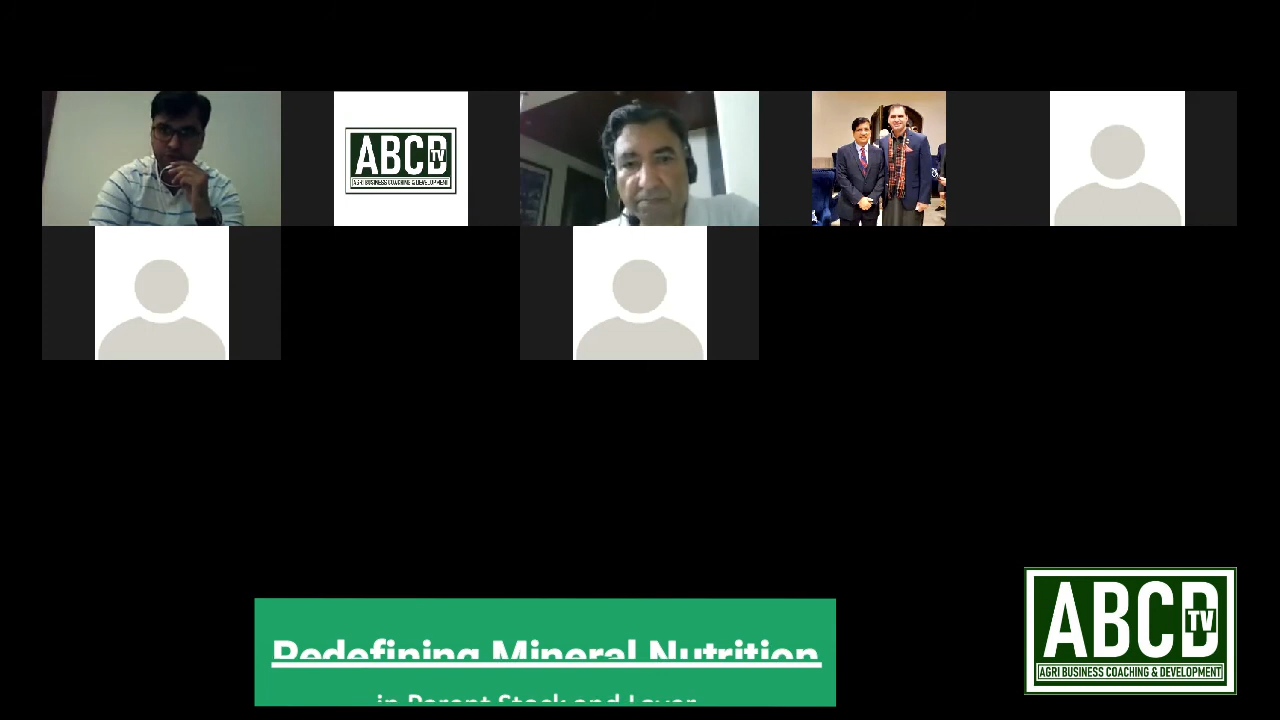 ABCD TV
AGRI BUSINESS COACHING & DEVELOPMENT
Redefining Mineral Nutrition
in Parent Stock and Layer
ABCD TV
AGRI BUSINESS COACHING & DEVELOPMENT